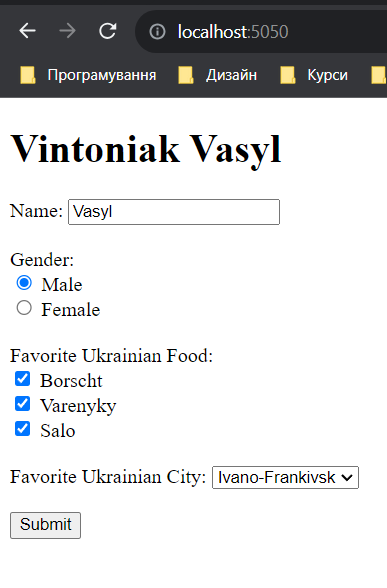 localhost:5050
Програмування Дизайн Курси
Vintoniak Vasyl
Name: Vasyl
Gender:
Male
Female
Favorite Ukrainian Food:
Borscht
Varenyky
Salo
Favorite Ukrainian City: Ivano-Frankivsk
Submit